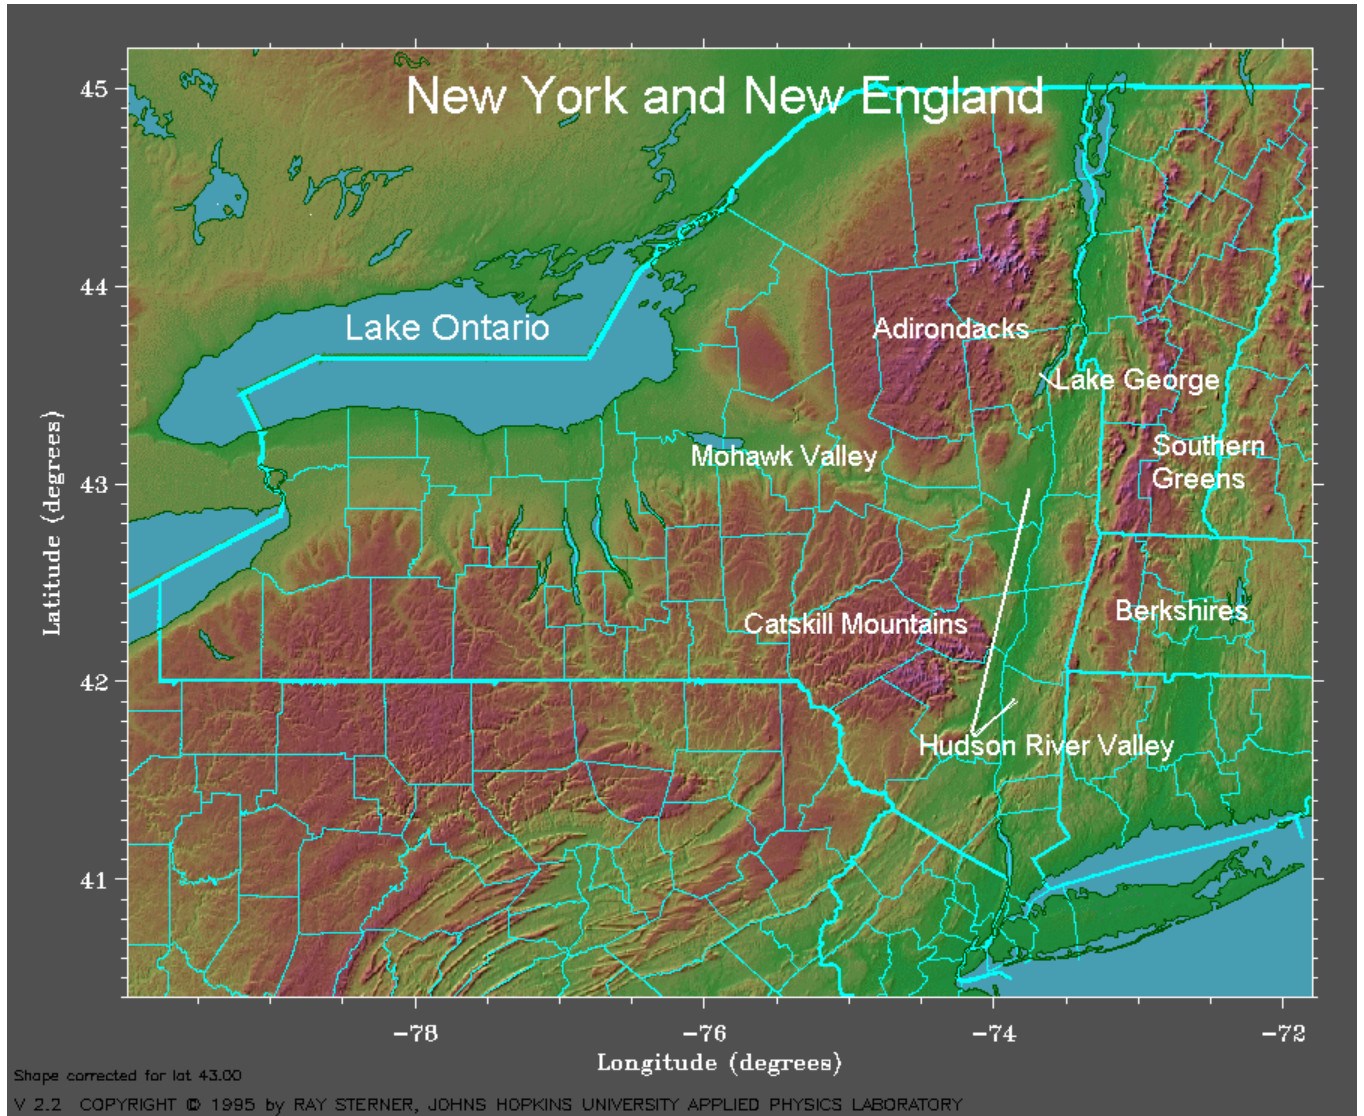 New York and New England
45
44
43
42
41
Latitude (degrees)
Lake Ontario
Adirondacks
Lake George
Mohawk Valley
Southern
Greens
Catskill Mountains
Berkshires
Hudson River Valley
−78
−76
−74
−72
Longitude (degrees)
Shape corrected for lat 43.00
V 2.2 COPYRIGHT © 1995 by RAY STERNER, JOHNS HOPKINS UNIVERSITY APPLIED PHYSICS LABORATORY